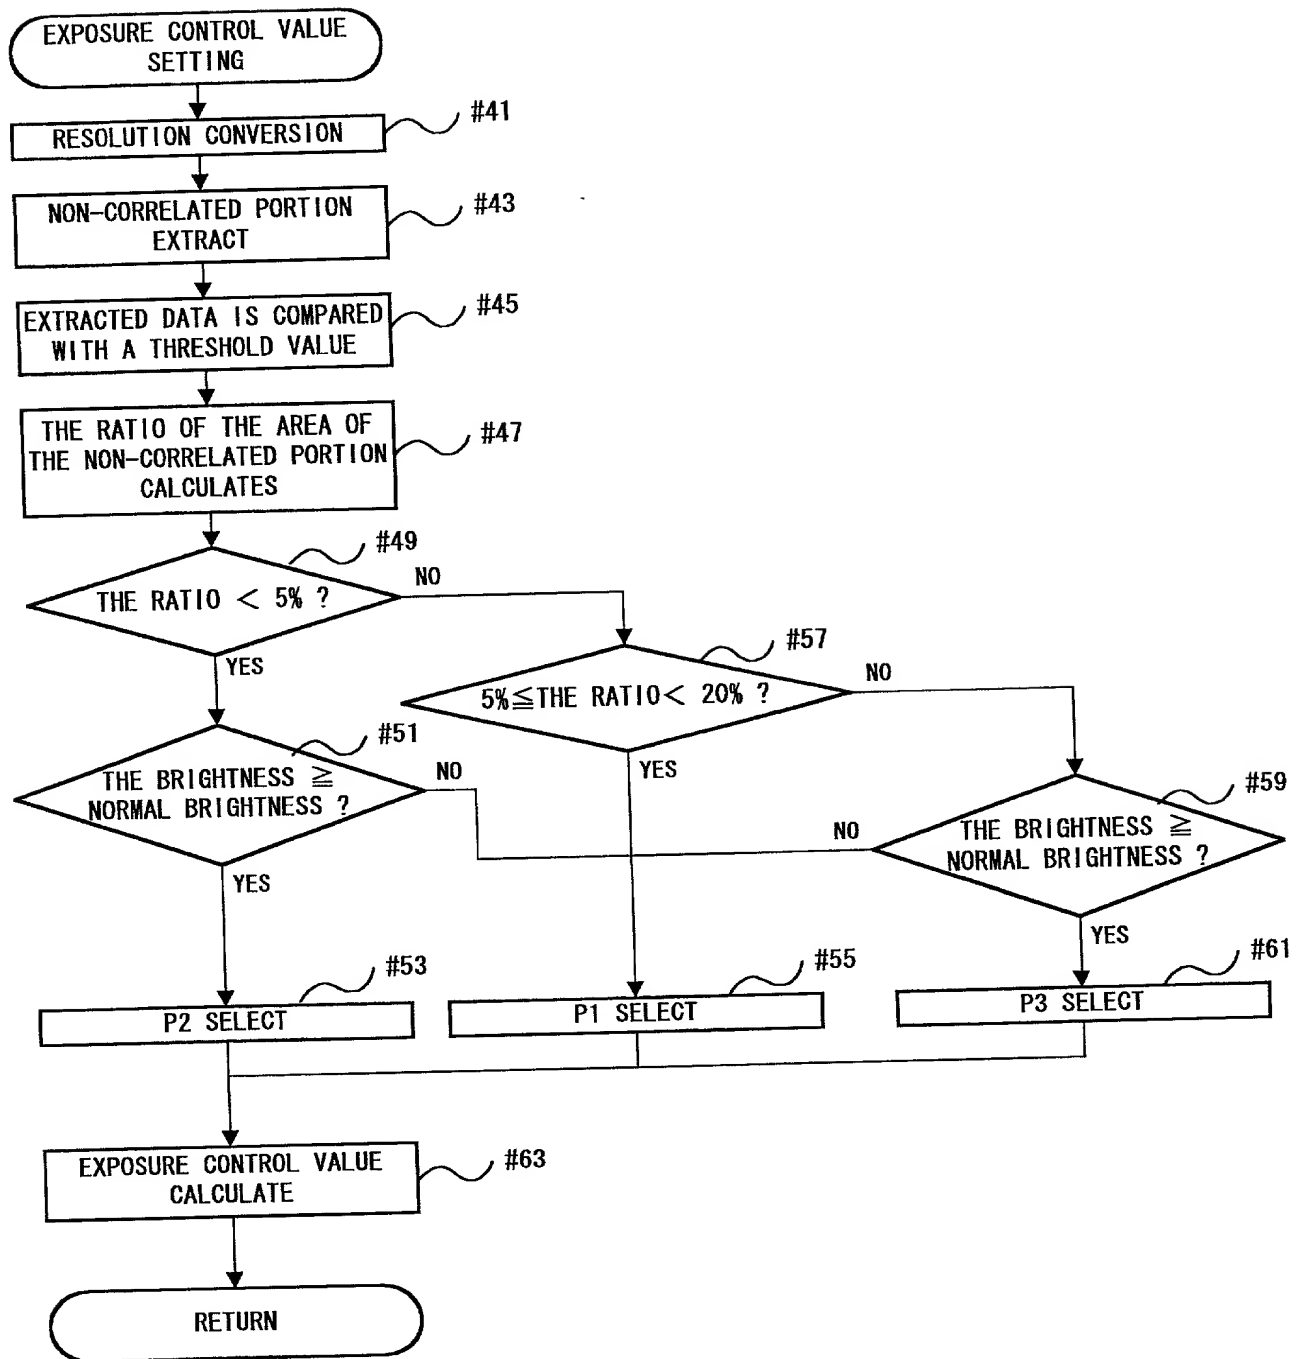 EXPOSURE CONTROL VALUE
SETTING
RESOLUTION CONVERSION
#41
NON-CORRELATED PORTION
EXTRACT
#43
EXTRACTED DATA IS COMPARED
WITH A THRESHOLD VALUE
#45
THE RATIO OF THE AREA OF
THE NON-CORRELATED PORTION
CALCULATES
#47
#49
THE RATIO < 5% ?
NO
YES
#57
5%≦THE RATIO< 20% ?
NO
YES
#51
THE BRIGHTNESS ≧
NORMAL BRIGHTNESS ?
NO
YES
#59
THE BRIGHTNESS ≧
NORMAL BRIGHTNESS ?
NO
YES
#53
P2 SELECT
#55
P1 SELECT
#61
P3 SELECT
EXPOSURE CONTROL VALUE
CALCULATE
#63
RETURN